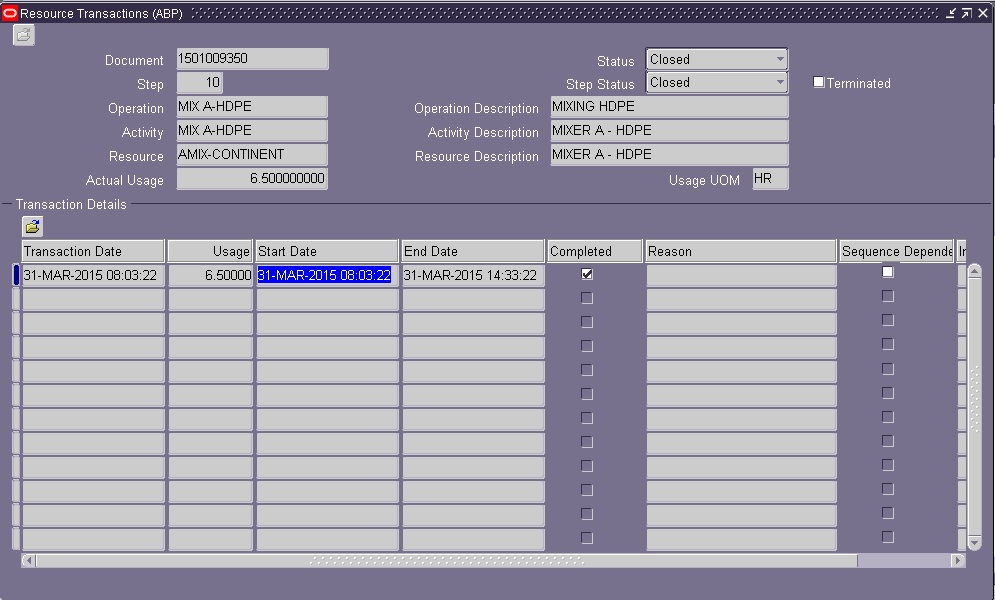 Resource Transactions (ABP)
Document 1501009350 Status Closed
Step 10 Step Status Closed Terminated
Operation MIX A-HDPE Operation Description MIXING HDPE
Activity MIX A-HDPE Activity Description MIXER A - HDPE
Resource AMIX-CONTINENT Resource Description MIXER A - HDPE
Actual Usage 6.500000000 Usage UOM HR
Transaction Details
Transaction Date Usage Start Date End Date Completed Reason Sequence Depende
31-MAR-2015 08:03:22 6.50000 31-MAR-2015 08:03:22 31-MAR-2015 14:33:22